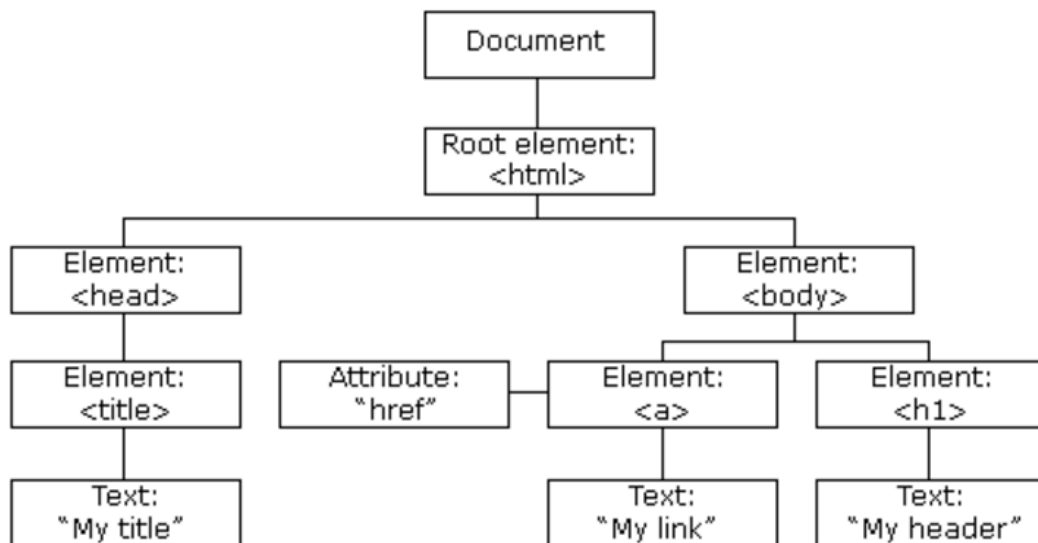 Document
Root element:
<html>
Element:
<head>
Element:
<body>
Element:
<title>
Attribute:
“href”
Element:
<a>
Element:
<h1>
Text:
“My title”
Text:
“My link”
Text:
“My header”